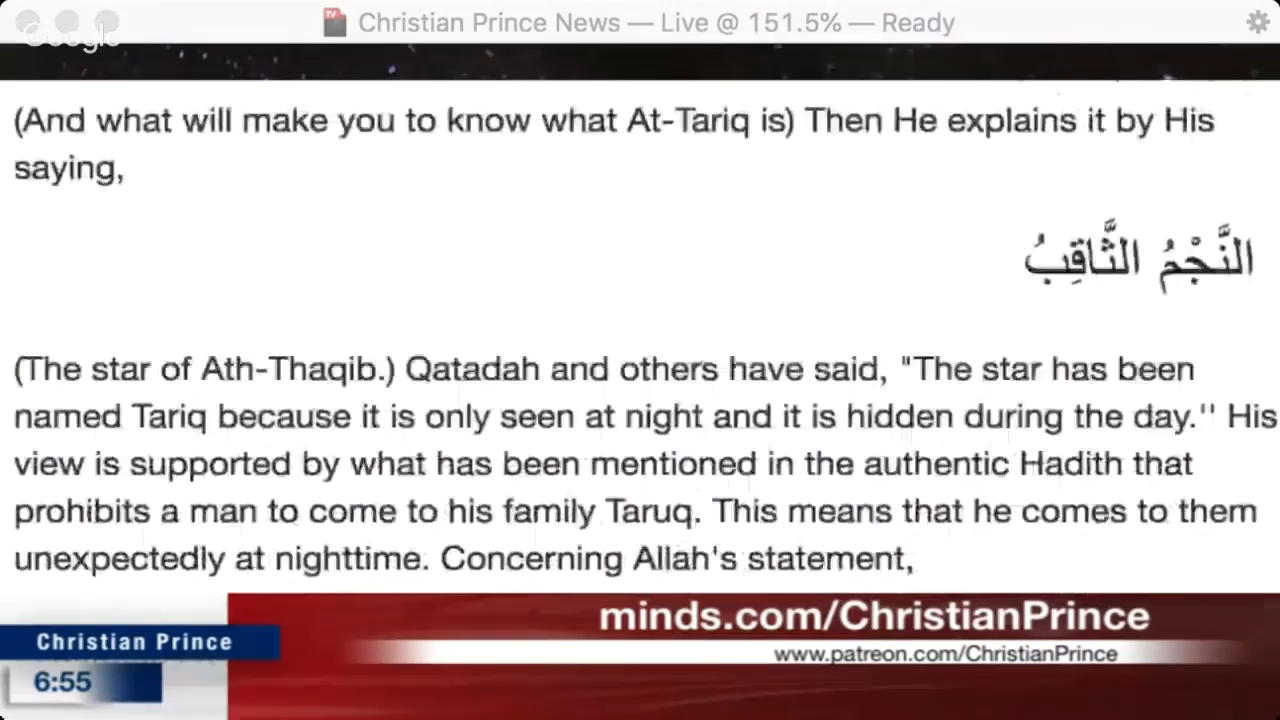 Christian Prince News — Live @ 151.5% — Ready
Google
(And what will make you to know what At-Tariq is) Then He explains it by His
saying,
النَّجْمُ الثَّاقِبُ
(The star of Ath-Thaqib.) Qatadah and others have said, "The star has been
named Tariq because it is only seen at night and it is hidden during the day.'' His
view is supported by what has been mentioned in the authentic Hadith that
prohibits a man to come to his family Taruq. This means that he comes to them
unexpectedly at nighttime. Concerning Allah's statement,
minds.com/ChristianPrince
Christian Prince
www.patreon.com/ChristianPrince
6:55